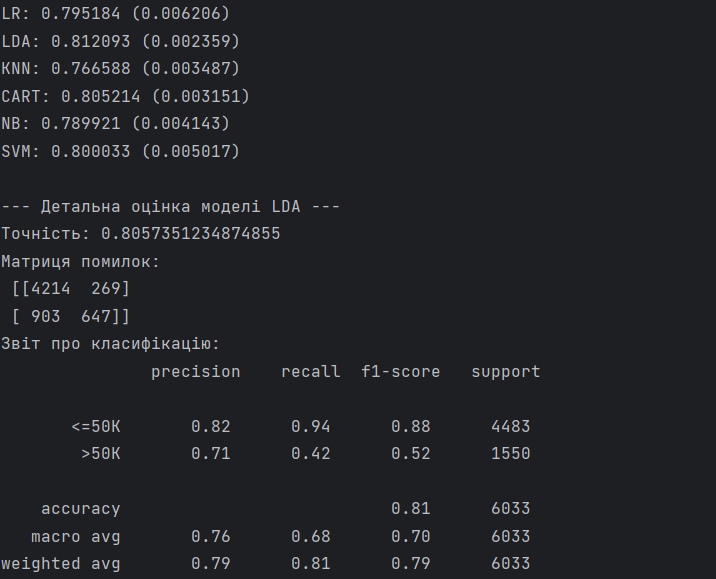 LR: 0.795184 (0.006206)
LDA: 0.812093 (0.002359)
KNN: 0.766588 (0.003487)
CART: 0.805214 (0.003151)
NB: 0.789921 (0.004143)
SVM: 0.800033 (0.005017)
--- Детальна оцінка моделі LDA ---
Точність: 0.8057351234874855
Матриця помилок:
[[4214  269]
[ 903  647]]
Звіт про класифікацію:
precision    recall  f1-score   support
<=50K       0.82      0.94      0.88      4483
>50K       0.71      0.42      0.52      1550
accuracy                           0.81      6033
macro avg       0.76      0.68      0.70      6033
weighted avg       0.79      0.81      0.79      6033